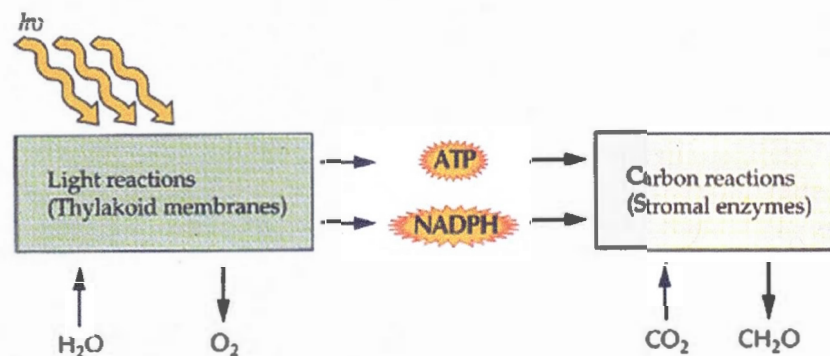 hν
Light reactions
(Thylakoid membranes)
ATP
NADPH
Carbon reactions
(Stromal enzymes)
H₂O
O₂
CO₂
CH₂O